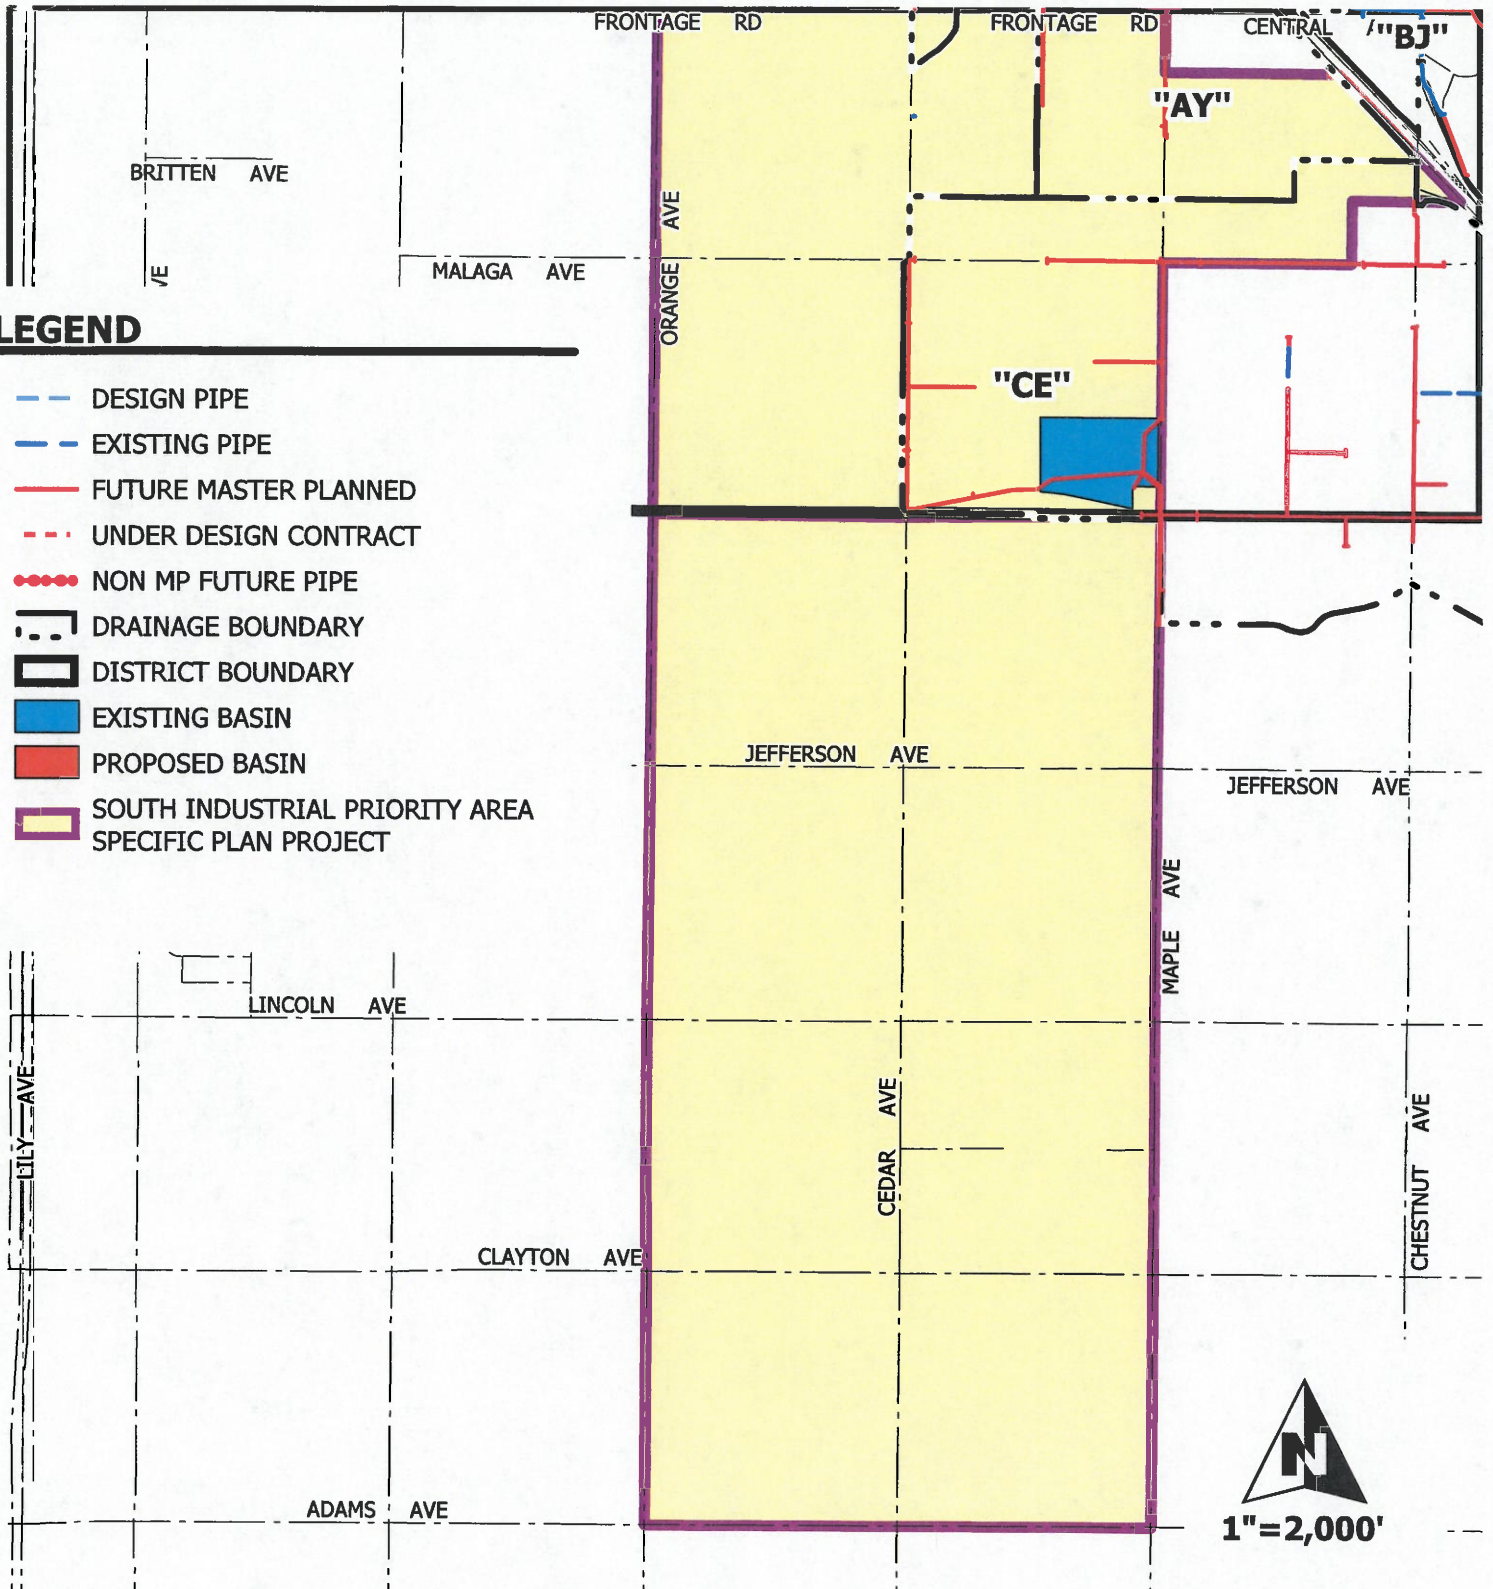 FRONTAGE RD
FRONTAGE RD
CENTRAL
"BJ"
"AY"
BRITTEN AVE
ORANGE AVE
MALAGA AVE
VE
LEGEND
DESIGN PIPE
EXISTING PIPE
FUTURE MASTER PLANNED
UNDER DESIGN CONTRACT
NON MP FUTURE PIPE
DRAINAGE BOUNDARY
DISTRICT BOUNDARY
EXISTING BASIN
PROPOSED BASIN
SOUTH INDUSTRIAL PRIORITY AREA
SPECIFIC PLAN PROJECT
"CE"
JEFFERSON AVE
JEFFERSON AVE
MAPLE AVE
LINCOLN AVE
LILY AVE
CEDAR AVE
CHESTNUT AVE
CLAYTON AVE
ADAMS AVE
N
1"=2,000'